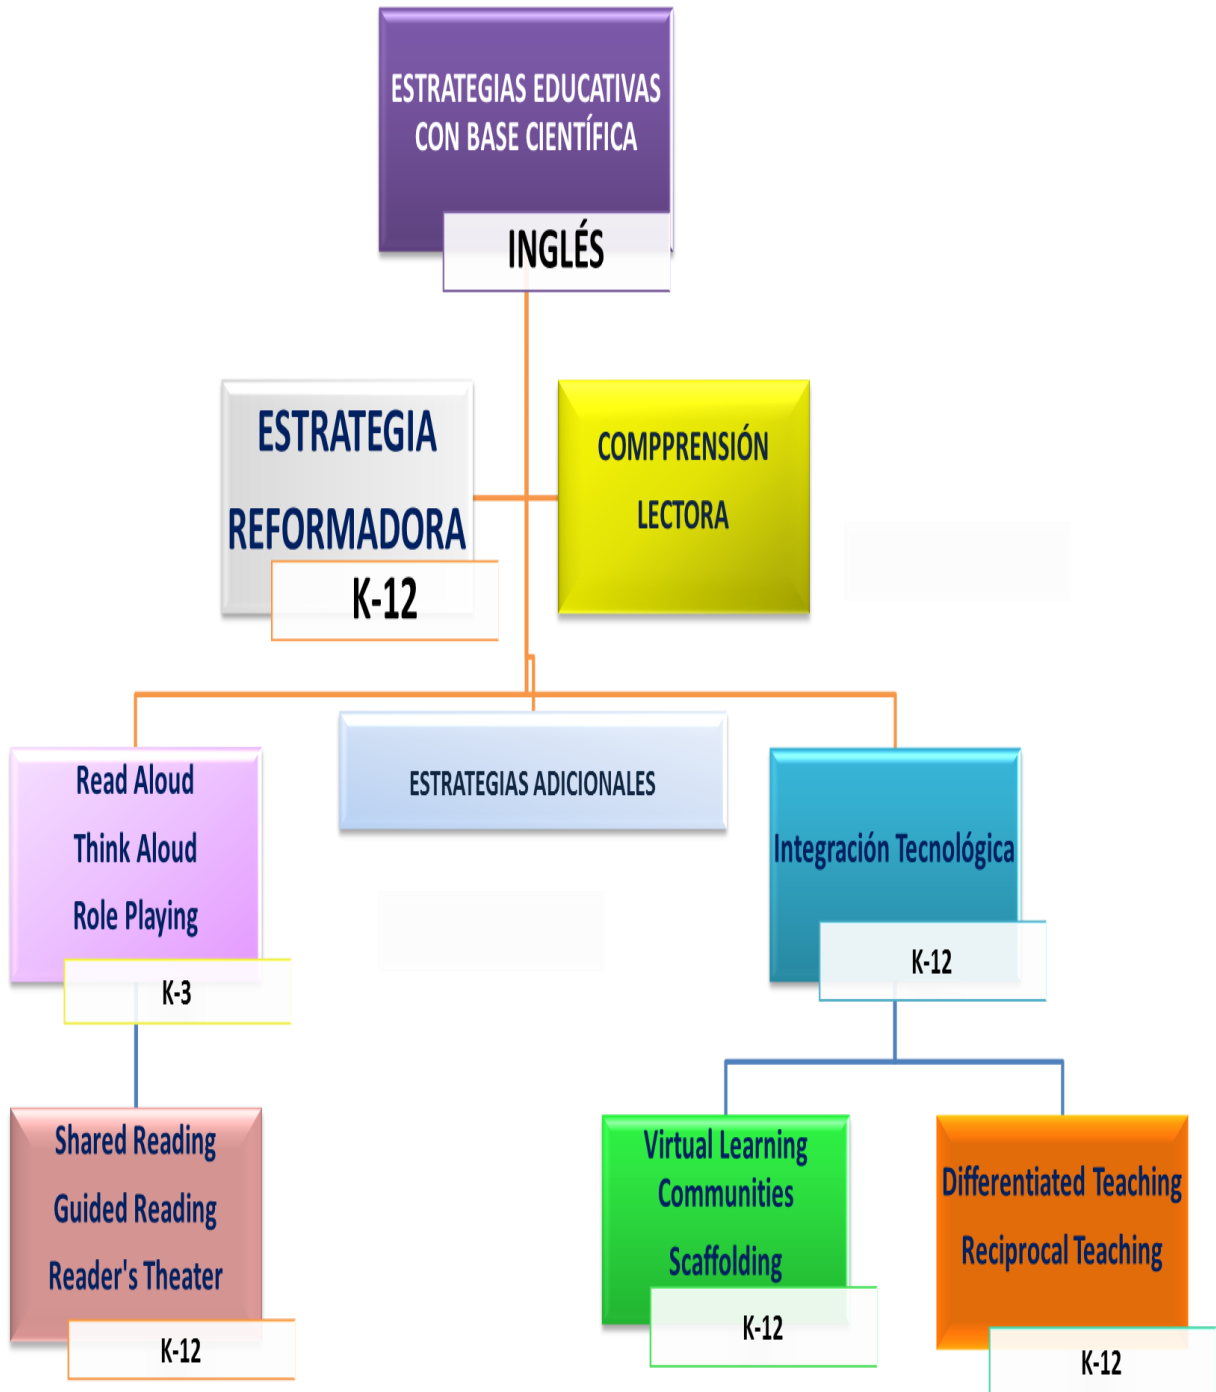 ESTRATEGIAS EDUCATIVAS
CON BASE CIENTÍFICA
INGLÉS
ESTRATEGIA
REFORMADORA
K-12
COMPPRENSIÓN
LECTORA
ESTRATEGIAS ADICIONALES
Read Aloud
Think Aloud
Role Playing
K-3
Integración Tecnológica
K-12
Shared Reading
Guided Reading
Reader's Theater
K-12
Virtual Learning
Communities
Scaffolding
K-12
Differentiated Teaching
Reciprocal Teaching
K-12